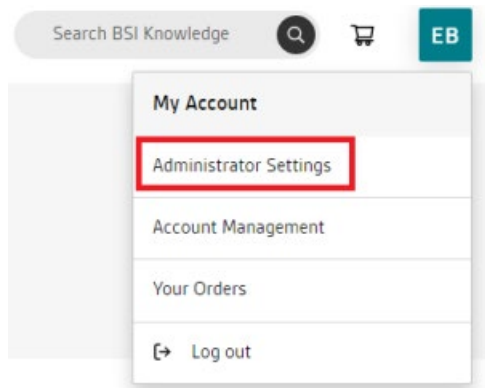 Search BSI Knowledge
EB
My Account
Administrator Settings
Account Management
Your Orders
Log out